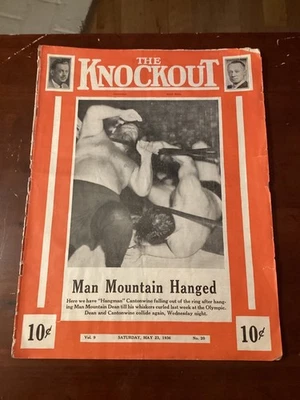 THE
KNOCKOUT
Man Mountain Hanged
Here we have "Hangman" Cantonwine falling out of the ring after hang-
ing Man Mountain Dean till his whiskers curled last week at the Olympic.
Dean and Cantonwine collide again, Wednesday night.
10¢
10¢
Vol. 9
SATURDAY, MAY 23, 1936
No.